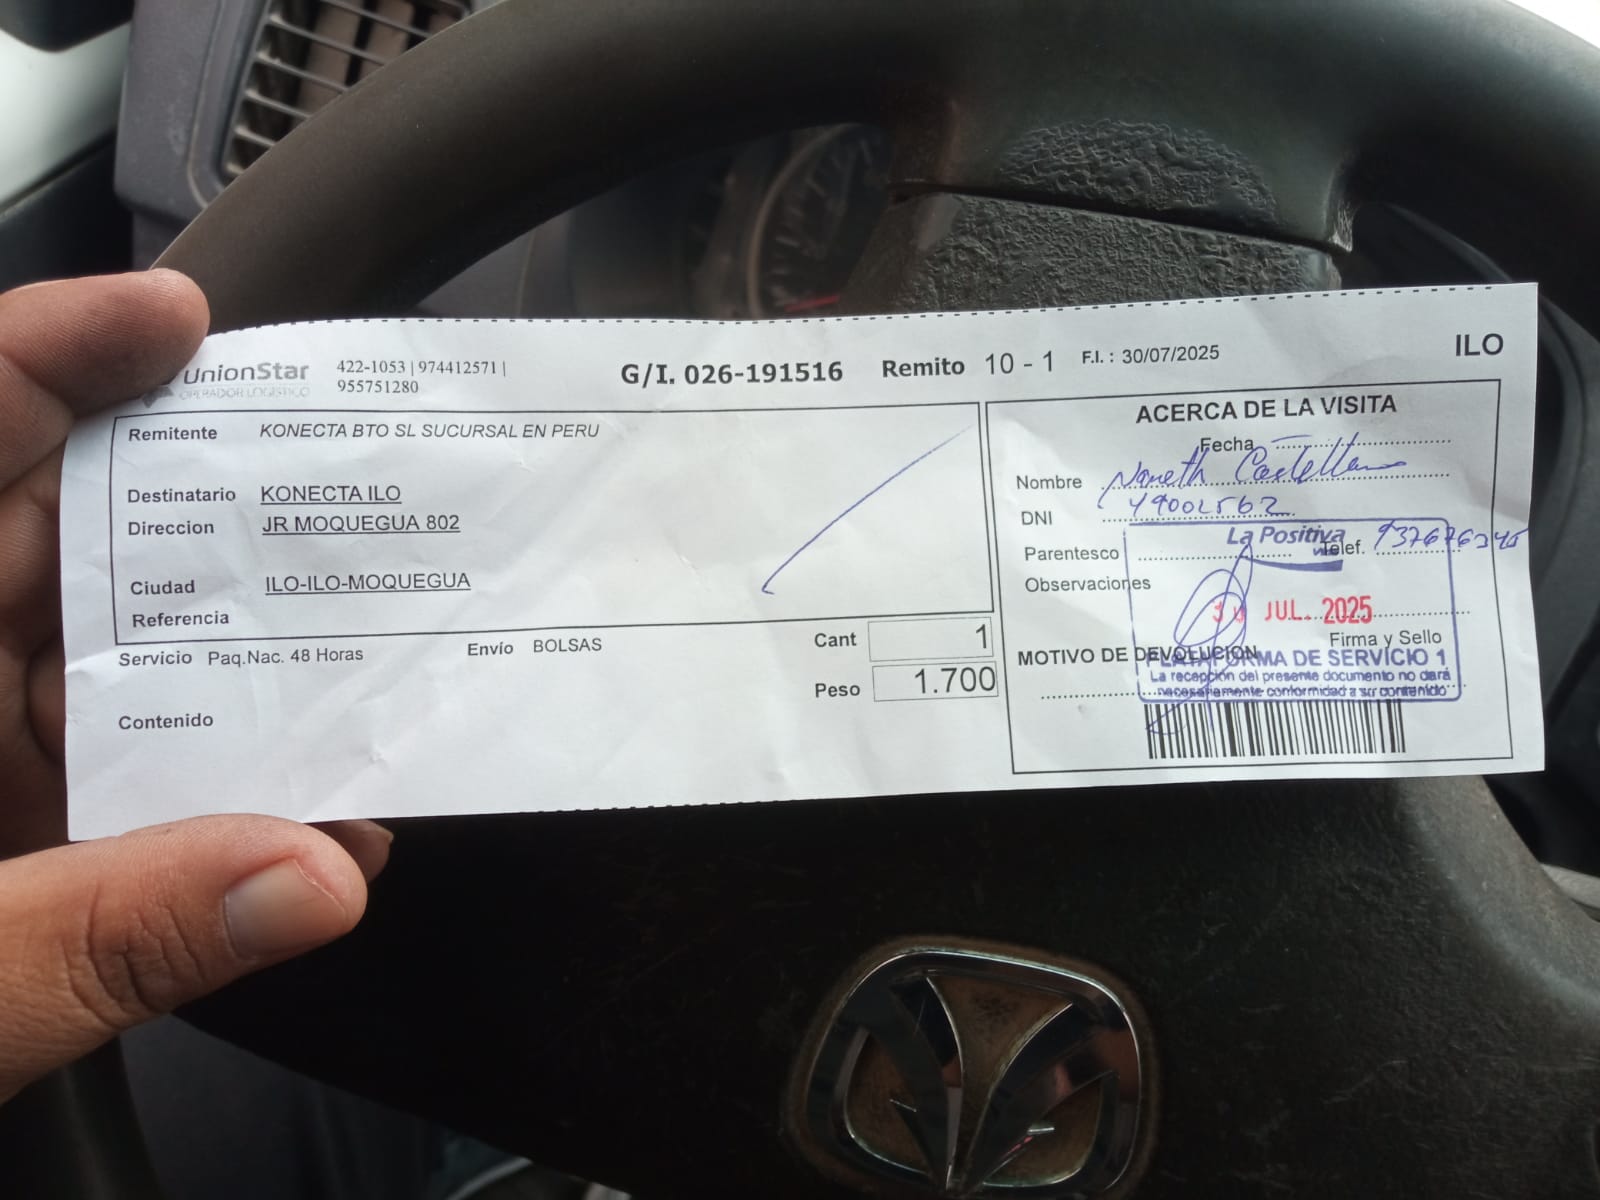 UnionStar
OPERADOR LOGISTICO
422-1053 | 974412571 |
955751280
G/I. 026-191516 Remito 10 - 1 F.I. : 30/07/2025 ILO
Remitente KONECTA BTO SL SUCURSAL EN PERU
Destinatario KONECTA ILO
Direccion JR MOQUEGUA 802
Ciudad ILO-ILO-MOQUEGUA
Referencia
Servicio Paq.Nac. 48 Horas Envío BOLSAS
Cant 1
Peso 1.700
Contenido
ACERCA DE LA VISITA
Fecha
Nombre
DNI
Parentesco Telef.
Observaciones
Firma y Sello
MOTIVO DE DEVOLUCION
La Positiva
JUL. 2025
PLATAFORMA DE SERVICIO 1
La recepción del presente documento no dará
necesariamente conformidad a su contenido